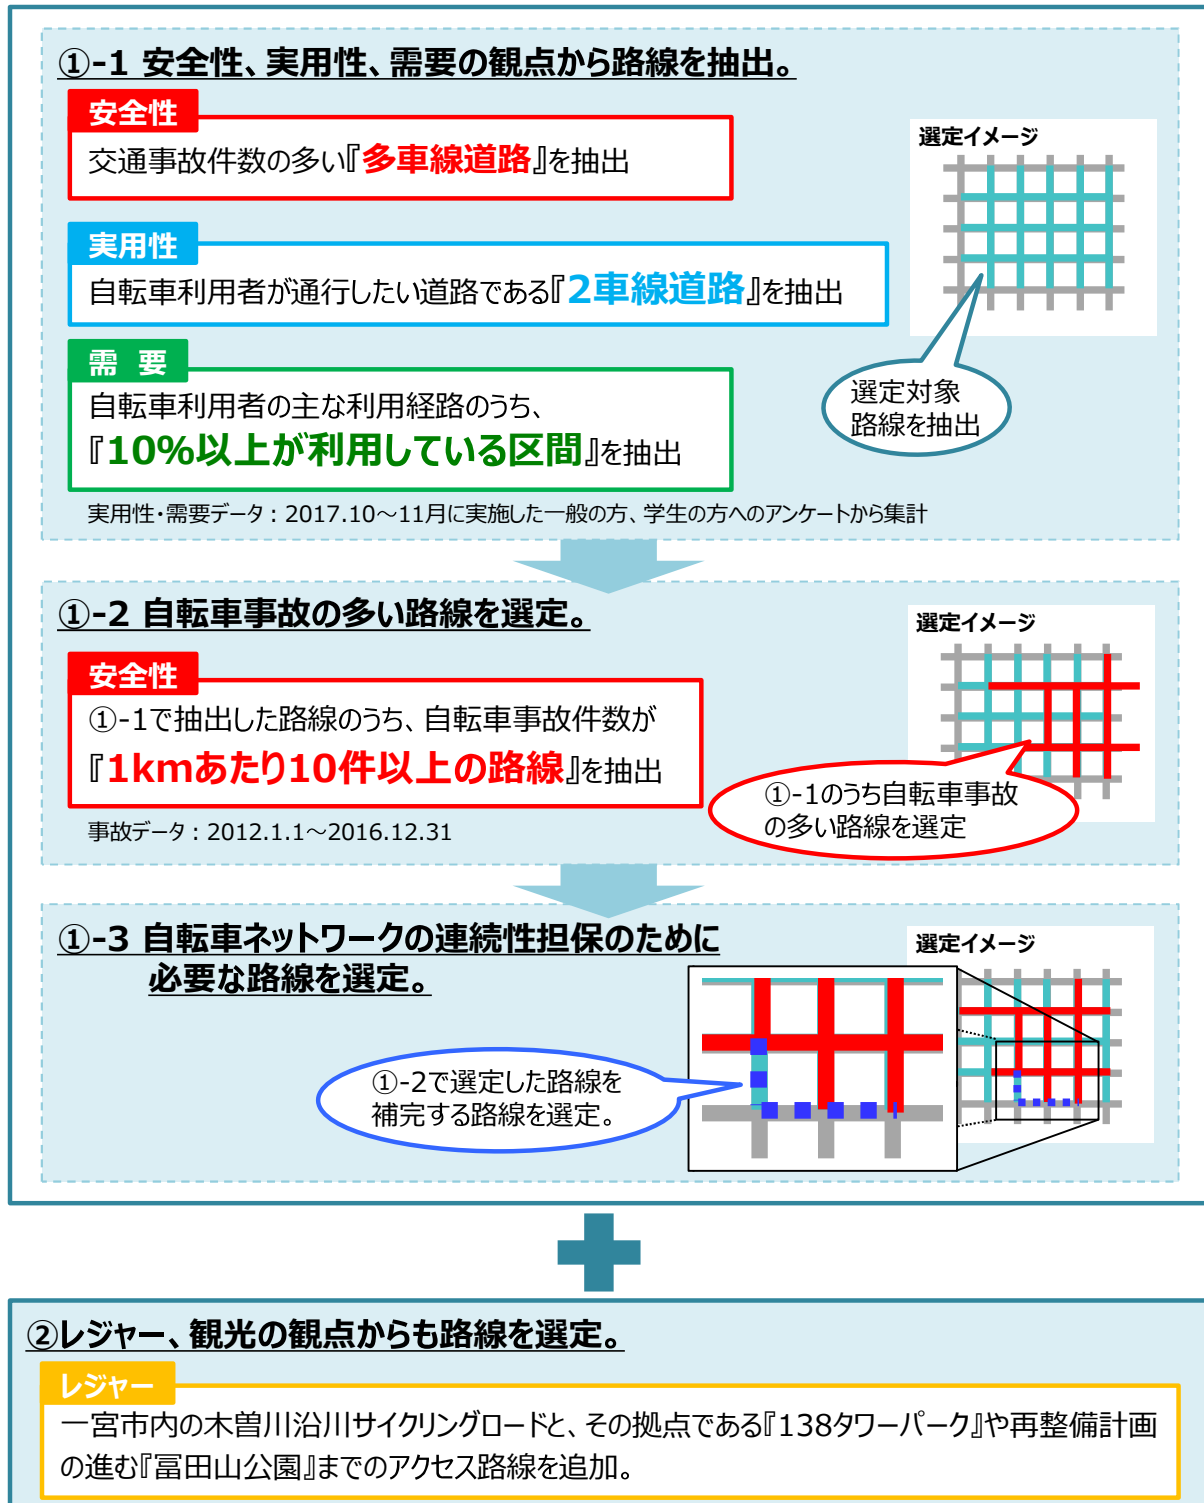 ①-1 安全性、実用性、需要の観点から路線を抽出。
安全性
交通事故件数の多い『多車線道路』を抽出
選定イメージ
実用性
自転車利用者が通行したい道路である『2車線道路』を抽出
需 要
自転車利用者の主な利用経路のうち、
『10%以上が利用している区間』を抽出
選定対象
路線を抽出
実用性・需要データ：2017.10～11月に実施した一般の方、学生の方へのアンケートから集計
①-2 自転車事故の多い路線を選定。
選定イメージ
安全性
①-1で抽出した路線のうち、自転車事故件数が
『1kmあたり10件以上の路線』を抽出
①-1のうち自転車事故
の多い路線を選定
事故データ：2012.1.1～2016.12.31
①-3 自転車ネットワークの連続性担保のために
必要な路線を選定。
選定イメージ
①-2で選定した路線を
補完する路線を選定。
②レジャー、観光の観点からも路線を選定。
レジャー
一宮市内の木曽川沿川サイクリングロードと、その拠点である『138タワーパーク』や再整備計画
の進む『冨田山公園』までのアクセス路線を追加。